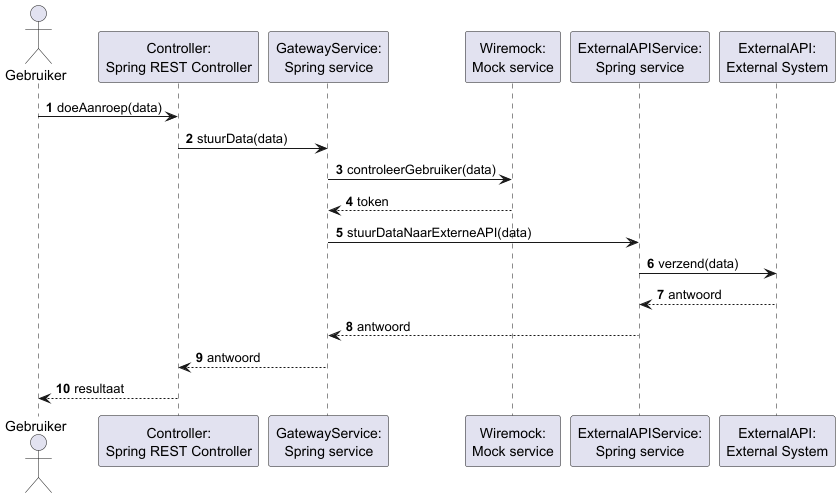 Gebruiker
Controller:
Spring REST Controller
GatewayService:
Spring service
Wiremock:
Mock service
ExternalAPIService:
Spring service
ExternalAPI:
External System
1 doeAanroep(data)
2 stuurData(data)
3 controleerGebruiker(data)
4 token
5 stuurDataNaarExterneAPI(data)
6 verzend(data)
7 antwoord
8 antwoord
9 antwoord
10 resultaat
Gebruiker
Controller:
Spring REST Controller
GatewayService:
Spring service
Wiremock:
Mock service
ExternalAPIService:
Spring service
ExternalAPI:
External System